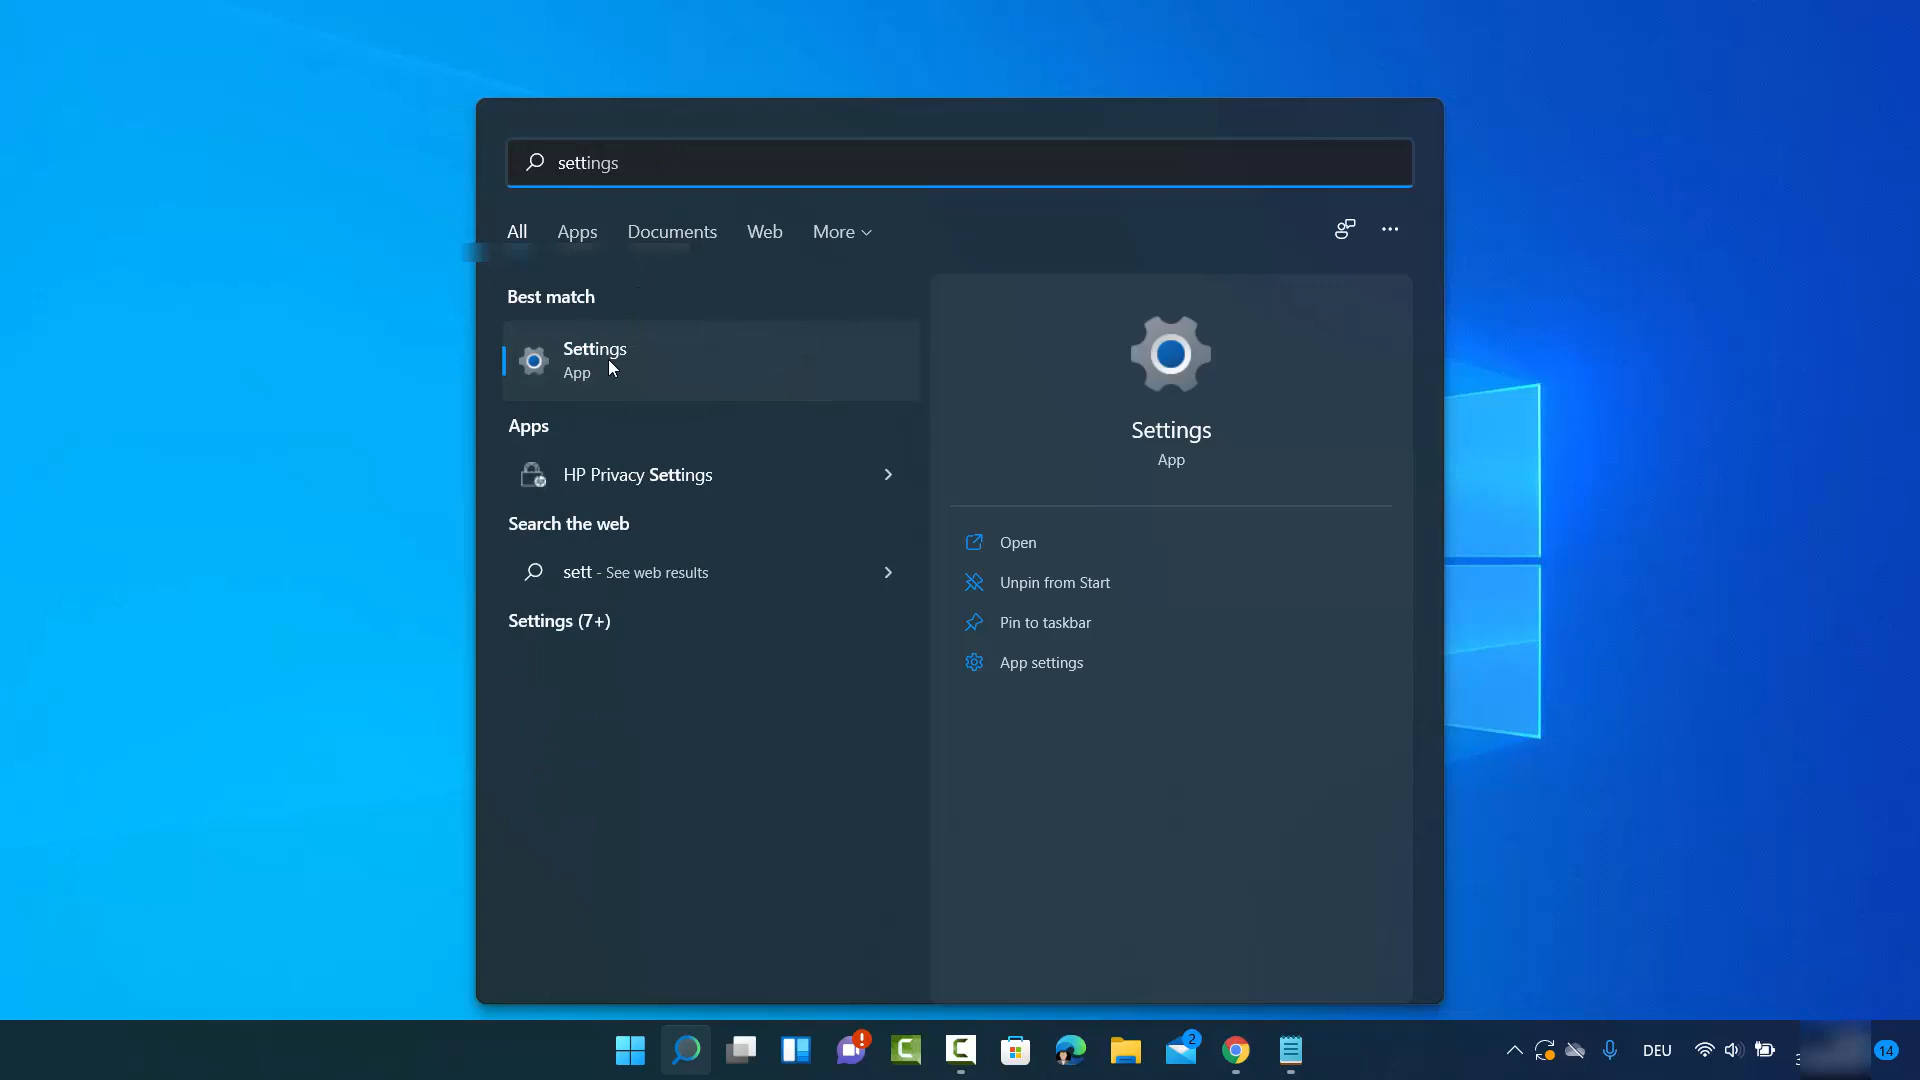 settings
All Apps Documents Web More
Best match
Settings
App
Apps
HP Privacy Settings
Search the web
sett - See web results
Settings (7+)
Settings
App
Open
Unpin from Start
Pin to taskbar
App settings
! 2 DEU 14